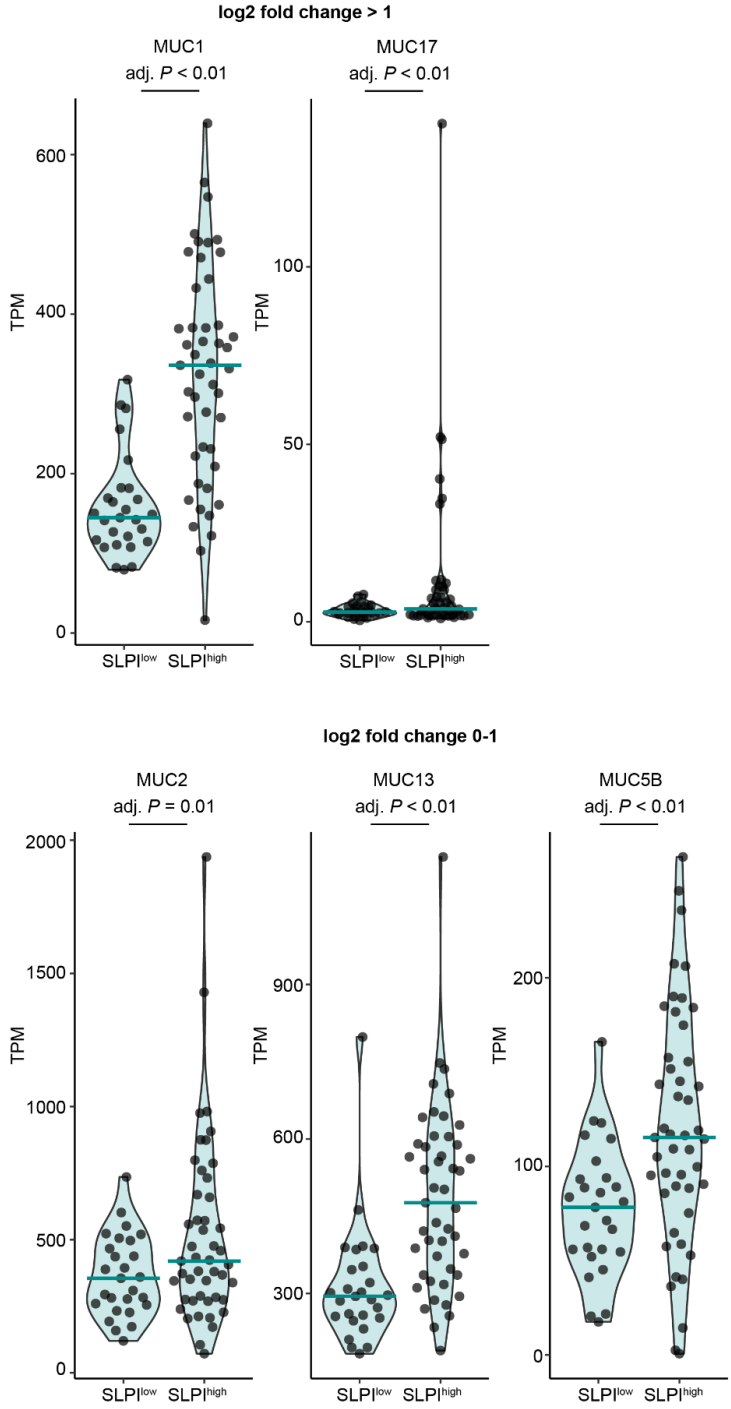 log2 fold change > 1
MUC1 MUC17
adj. P < 0.01 adj. P < 0.01
600
400
200
0
TPM
SLPIlow SLPIhigh
100
50
0
TPM
SLPIlow SLPIhigh
log2 fold change 0-1
MUC2 MUC13 MUC5B
adj. P = 0.01 adj. P < 0.01 adj. P < 0.01
2000
1500
1000
500
0
TPM
SLPIlow SLPIhigh
900
600
300
TPM
SLPIlow SLPIhigh
200
100
0
TPM
SLPIlow SLPIhigh